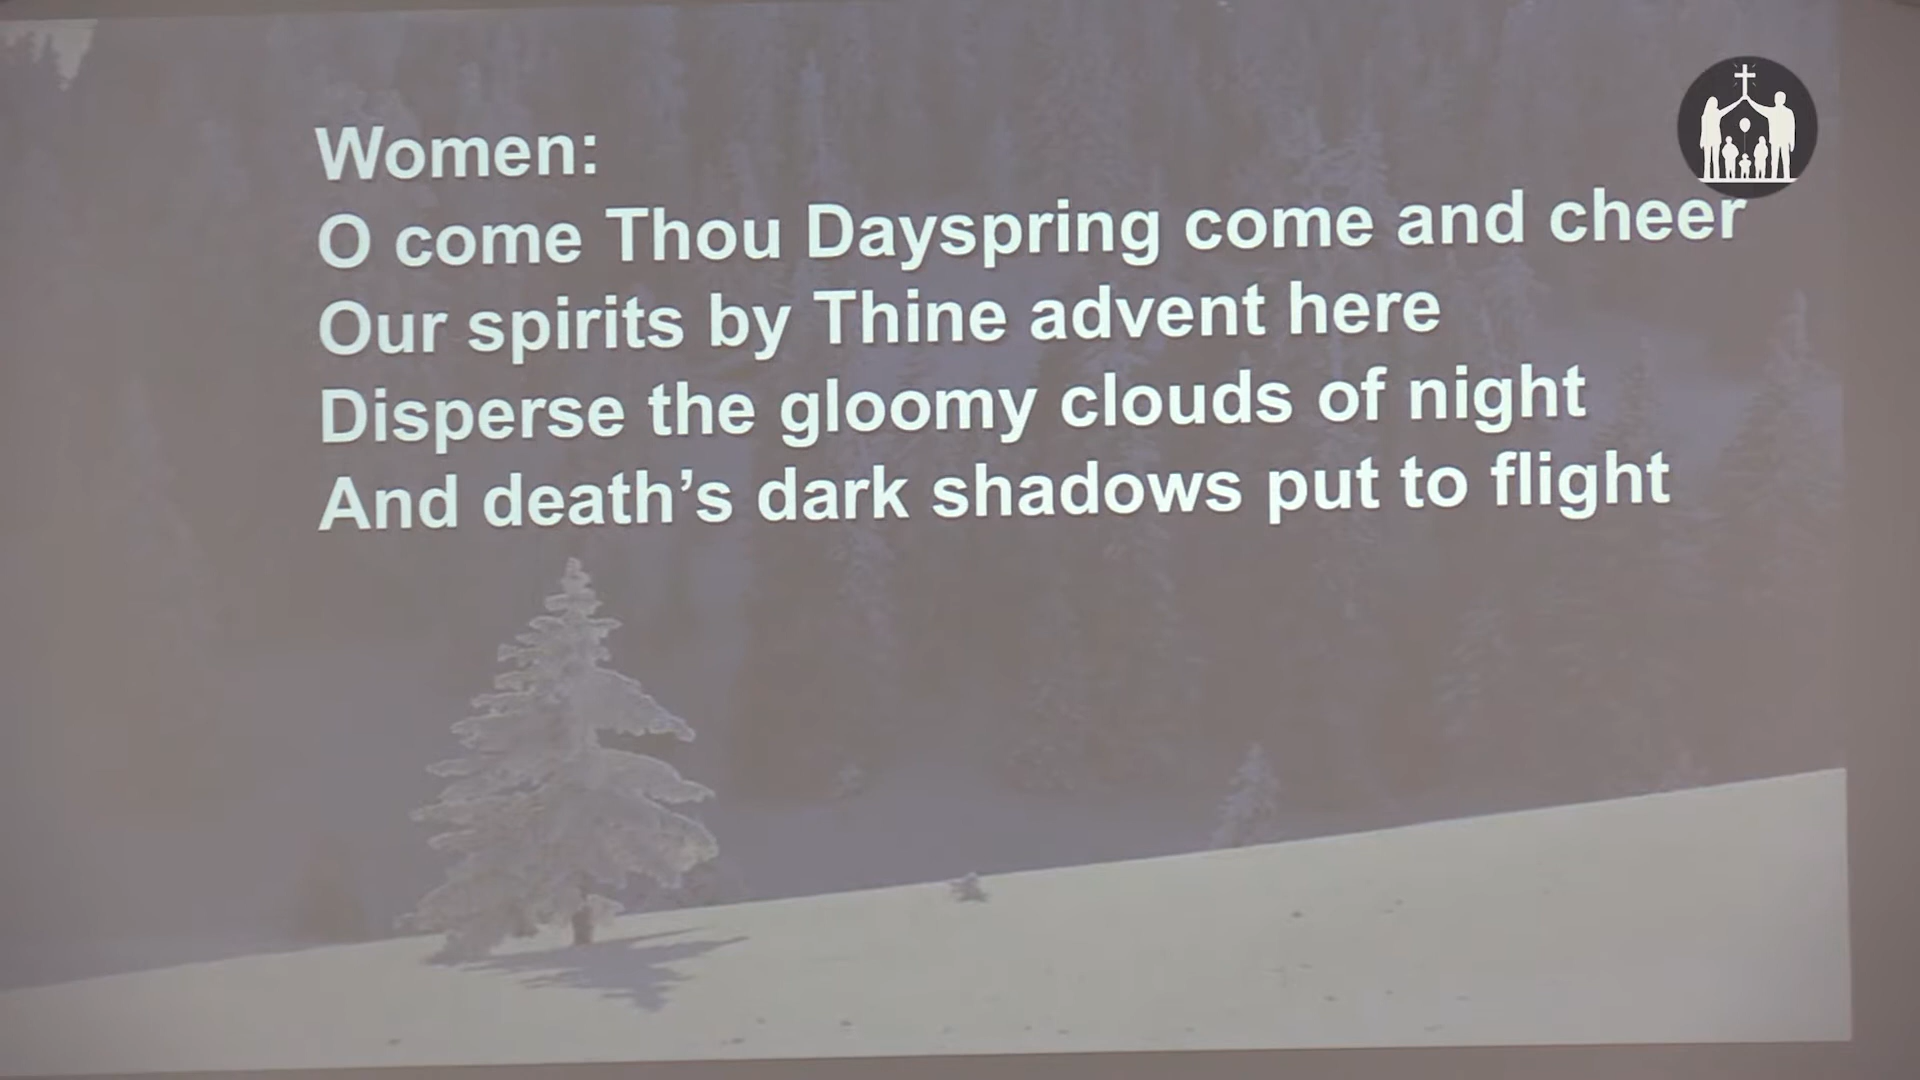 Women:
O come Thou Dayspring come and cheer
Our spirits by Thine advent here
Disperse the gloomy clouds of night
And death’s dark shadows put to flight